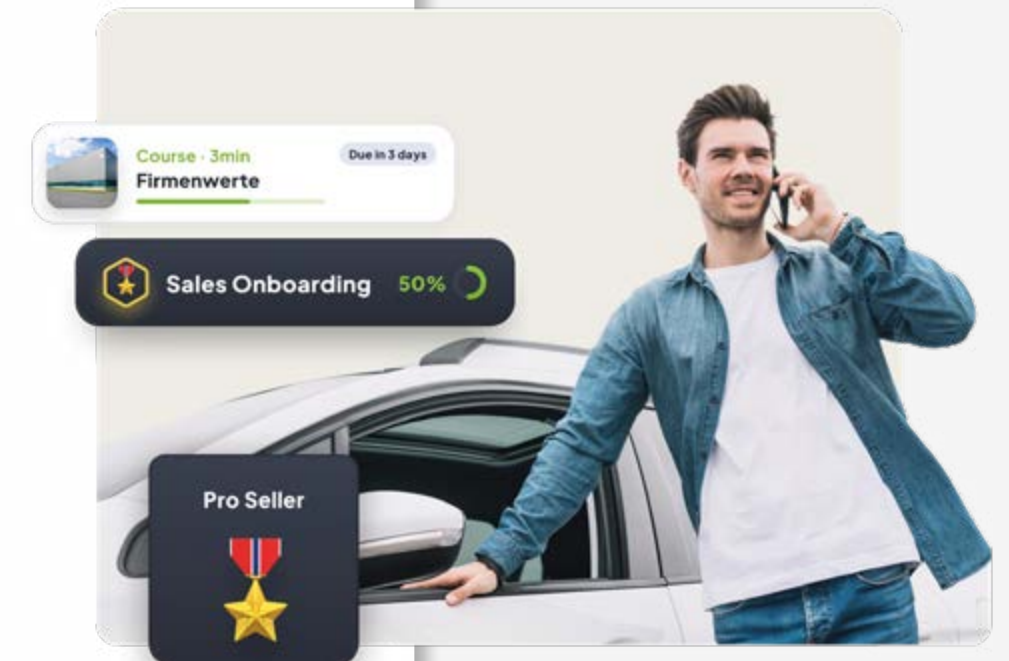 Course · 3min
Due in 3 days
Firmenwerte
Sales Onboarding 50%
Pro Seller